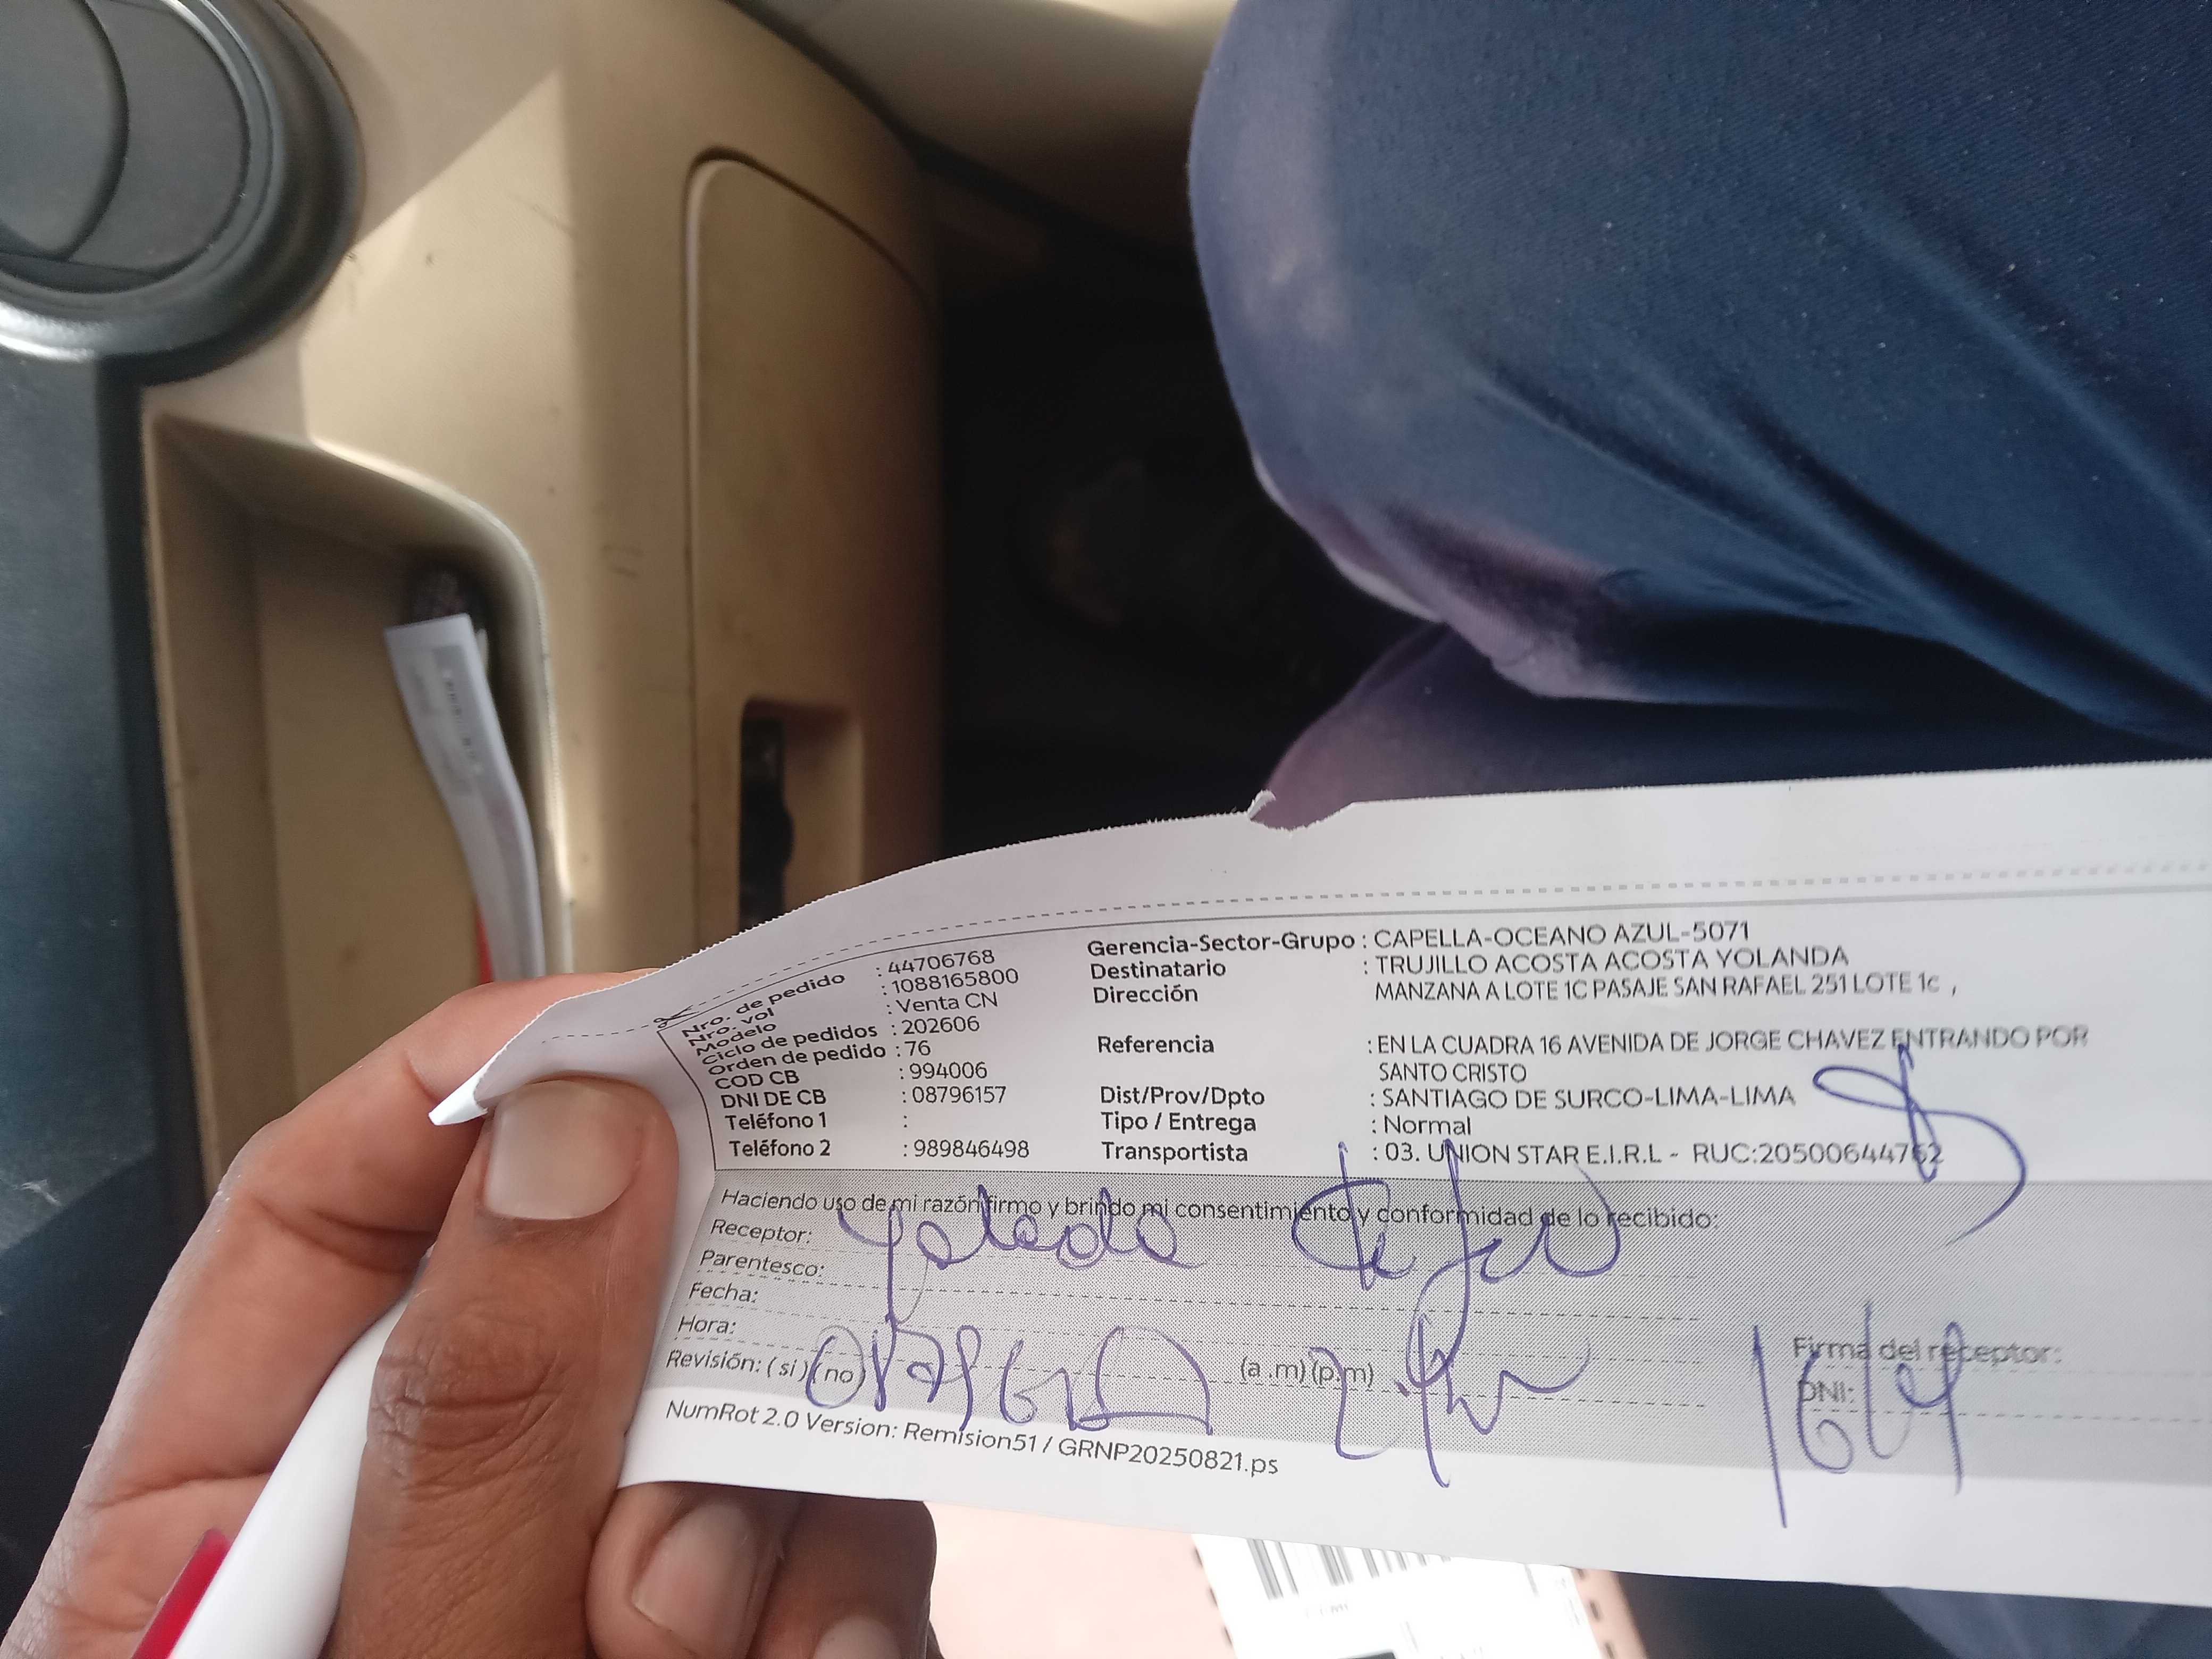 Nro. de pedido : 44706768
Nro. vol : 1088165800
Modelo : Venta CN
Ciclo de pedidos : 202606
Orden de pedido : 76
COD CB : 994006
DNI DE CB : 08796157
Teléfono 1 :
Teléfono 2 : 989846498
Gerencia-Sector-Grupo : CAPELLA-OCEANO AZUL-5071
Destinatario : TRUJILLO ACOSTA ACOSTA YOLANDA
Dirección MANZANA A LOTE 1C PASAJE SAN RAFAEL 251 LOTE 1c ,
Referencia : EN LA CUADRA 16 AVENIDA DE JORGE CHAVEZ ENTRANDO POR
SANTO CRISTO
Dist/Prov/Dpto : SANTIAGO DE SURCO-LIMA-LIMA
Tipo / Entrega : Normal
Transportista : 03. UNION STAR E.I.R.L - RUC:20500644762
Haciendo uso de mi razón firmo y brindo mi consentimiento y conformidad de lo recibido:
Receptor:
Parentesco:
Fecha:
Hora: (a.m) (p.m)
Revisión: ( si ) ( no )
Firma del receptor:
DNI:
16/4
NumRot 2.0 Version: Remision51 / GRNP20250821.ps